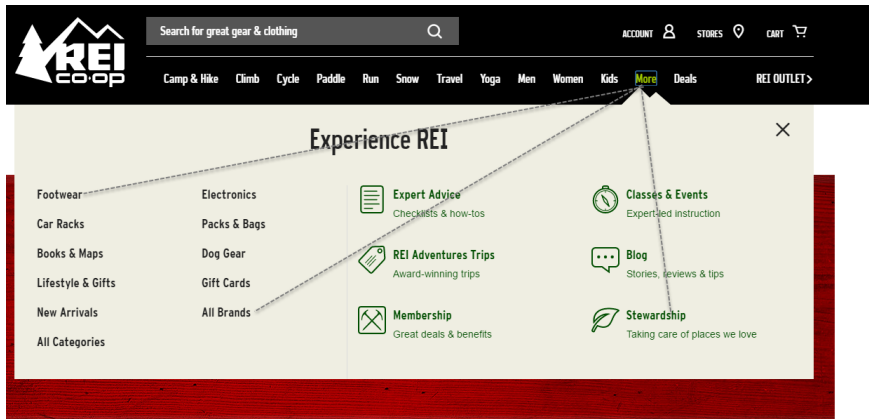 REI
CO·OP
Search for great gear & clothing
ACCOUNT
STORES
CART
Camp & Hike
Climb
Cycle
Paddle
Run
Snow
Travel
Yoga
Men
Women
Kids
More
Deals
REI OUTLET
Experience REI
Footwear
Car Racks
Books & Maps
Lifestyle & Gifts
New Arrivals
All Categories
Electronics
Packs & Bags
Dog Gear
Gift Cards
All Brands
Expert Advice
Checklists & how-tos
REI Adventures Trips
Award-winning trips
Membership
Great deals & benefits
Classes & Events
Expert-led instruction
Blog
Stories, reviews & tips
Stewardship
Taking care of places we love